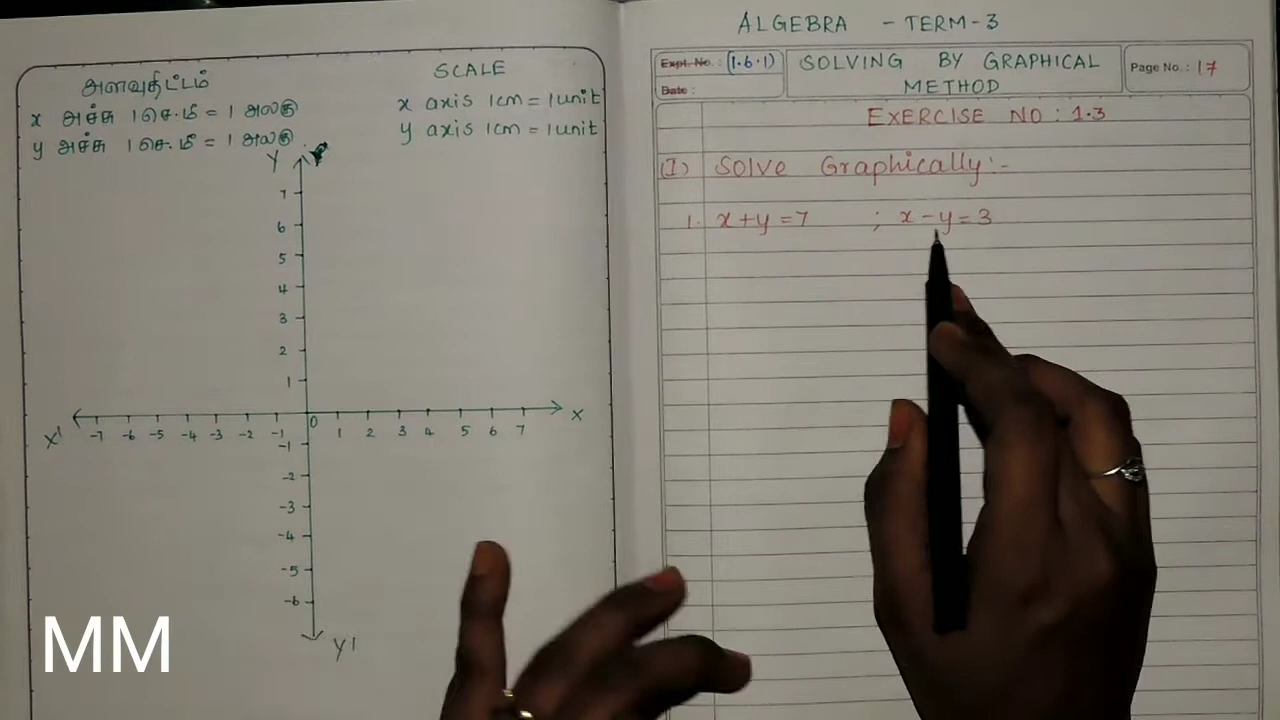 அளவுதிட்டம்
x அச்சு 1 செ.மீ = 1 அலகு
y அச்சு 1 செ.மீ = 1 அலகு
SCALE
x axis 1cm = 1unit
y axis 1cm = 1unit
Y
7
6
5
4
3
2
1
X' -7 -6 -5 -4 -3 -2 -1 0 1 2 3 4 5 6 7 X
-1
-2
-3
-4
-5
-6
Y'
MM
ALGEBRA - TERM-3
Expt. No. : (1.6.1)
Date :
SOLVING BY GRAPHICAL
METHOD
Page No. : 17
EXERCISE NO : 1.3
(I) Solve Graphically:-
1. x+y=7 ; x-y=3